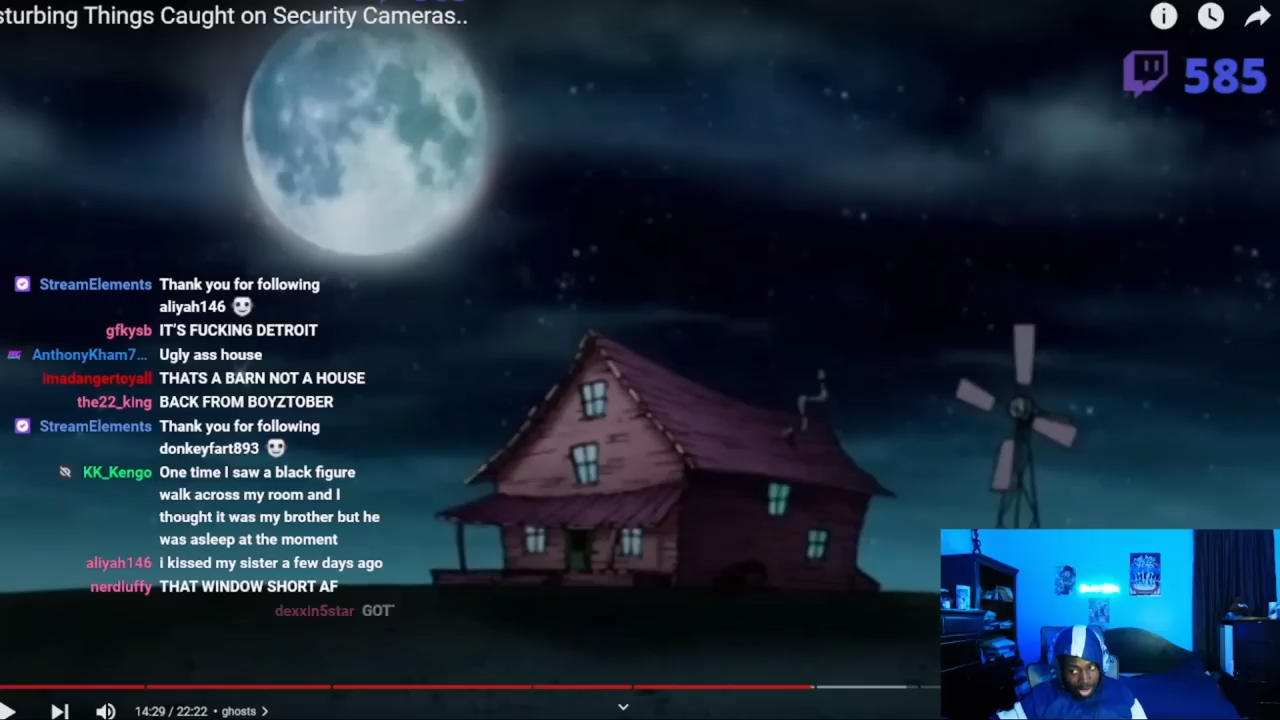 sturbing Things Caught on Security Cameras..
585
StreamElements Thank you for following
aliyah146
gfkysb IT'S FUCKING DETROIT
AnthonyKham7... Ugly ass house
imadangertoyall THATS A BARN NOT A HOUSE
the22_king BACK FROM BOYZTOBER
StreamElements Thank you for following
donkeyfart893
KK_Kengo One time I saw a black figure
walk across my room and I
thought it was my brother but he
was asleep at the moment
aliyah146 i kissed my sister a few days ago
nerdluffy THAT WINDOW SHORT AF
dexxin5star GOT
14:29 / 22:22 • ghosts